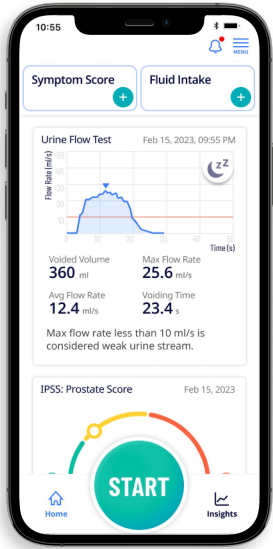 10:55
MENU
Symptom Score
Fluid Intake
Urine Flow Test
Feb 15, 2023, 09:55 PM
Flow Rate (ml/s)
50
40
30
20
10
0 10 20 30 40 50
Time (s)
zZ
Voided Volume
360 ml
Max Flow Rate
25.6 ml/s
Avg Flow Rate
12.4 ml/s
Voiding Time
23.4 s
Max flow rate less than 10 ml/s is
considered weak urine stream.
IPSS: Prostate Score
Feb 15, 2023
START
Home
Insights